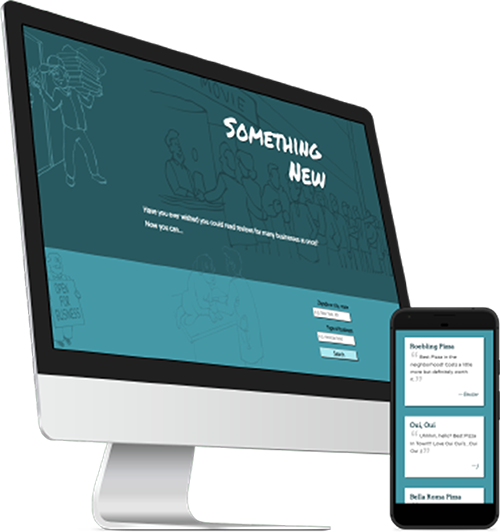 MOVIE
SOMETHING
NEW
Have you ever wished you could read reviews for many businesses at once?
Now you can...
OPEN
FOR
BUSINESS
Search
Roebling Pizza
“ Best Pizza in the
neighborhood! Costs a little
more but definitely worth
it.”
Oui, Oui
“ Uhhhh, hello? Best Pizza
in Town!!! Love Oui Oui's. Oui
Oui :) ”
Bella Roma Pizza